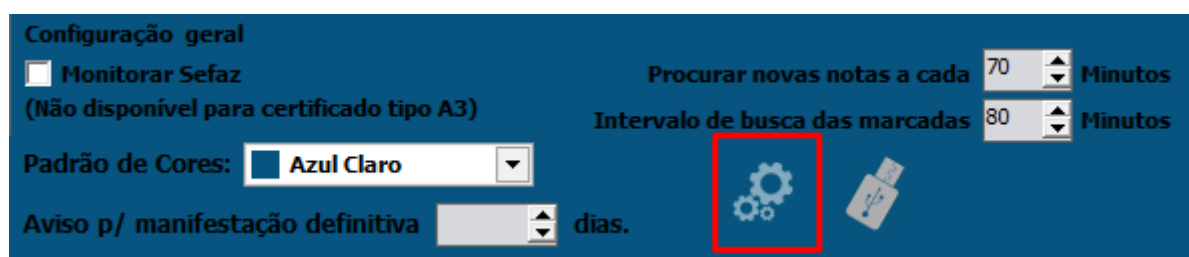 Configuração geral
Monitorar Sefaz
Procurar novas notas a cada 70 Minutos
(Não disponível para certificado tipo A3)
Intervalo de busca das marcadas 80 Minutos
Padrão de Cores: Azul Claro
Aviso p/ manifestação definitiva dias.